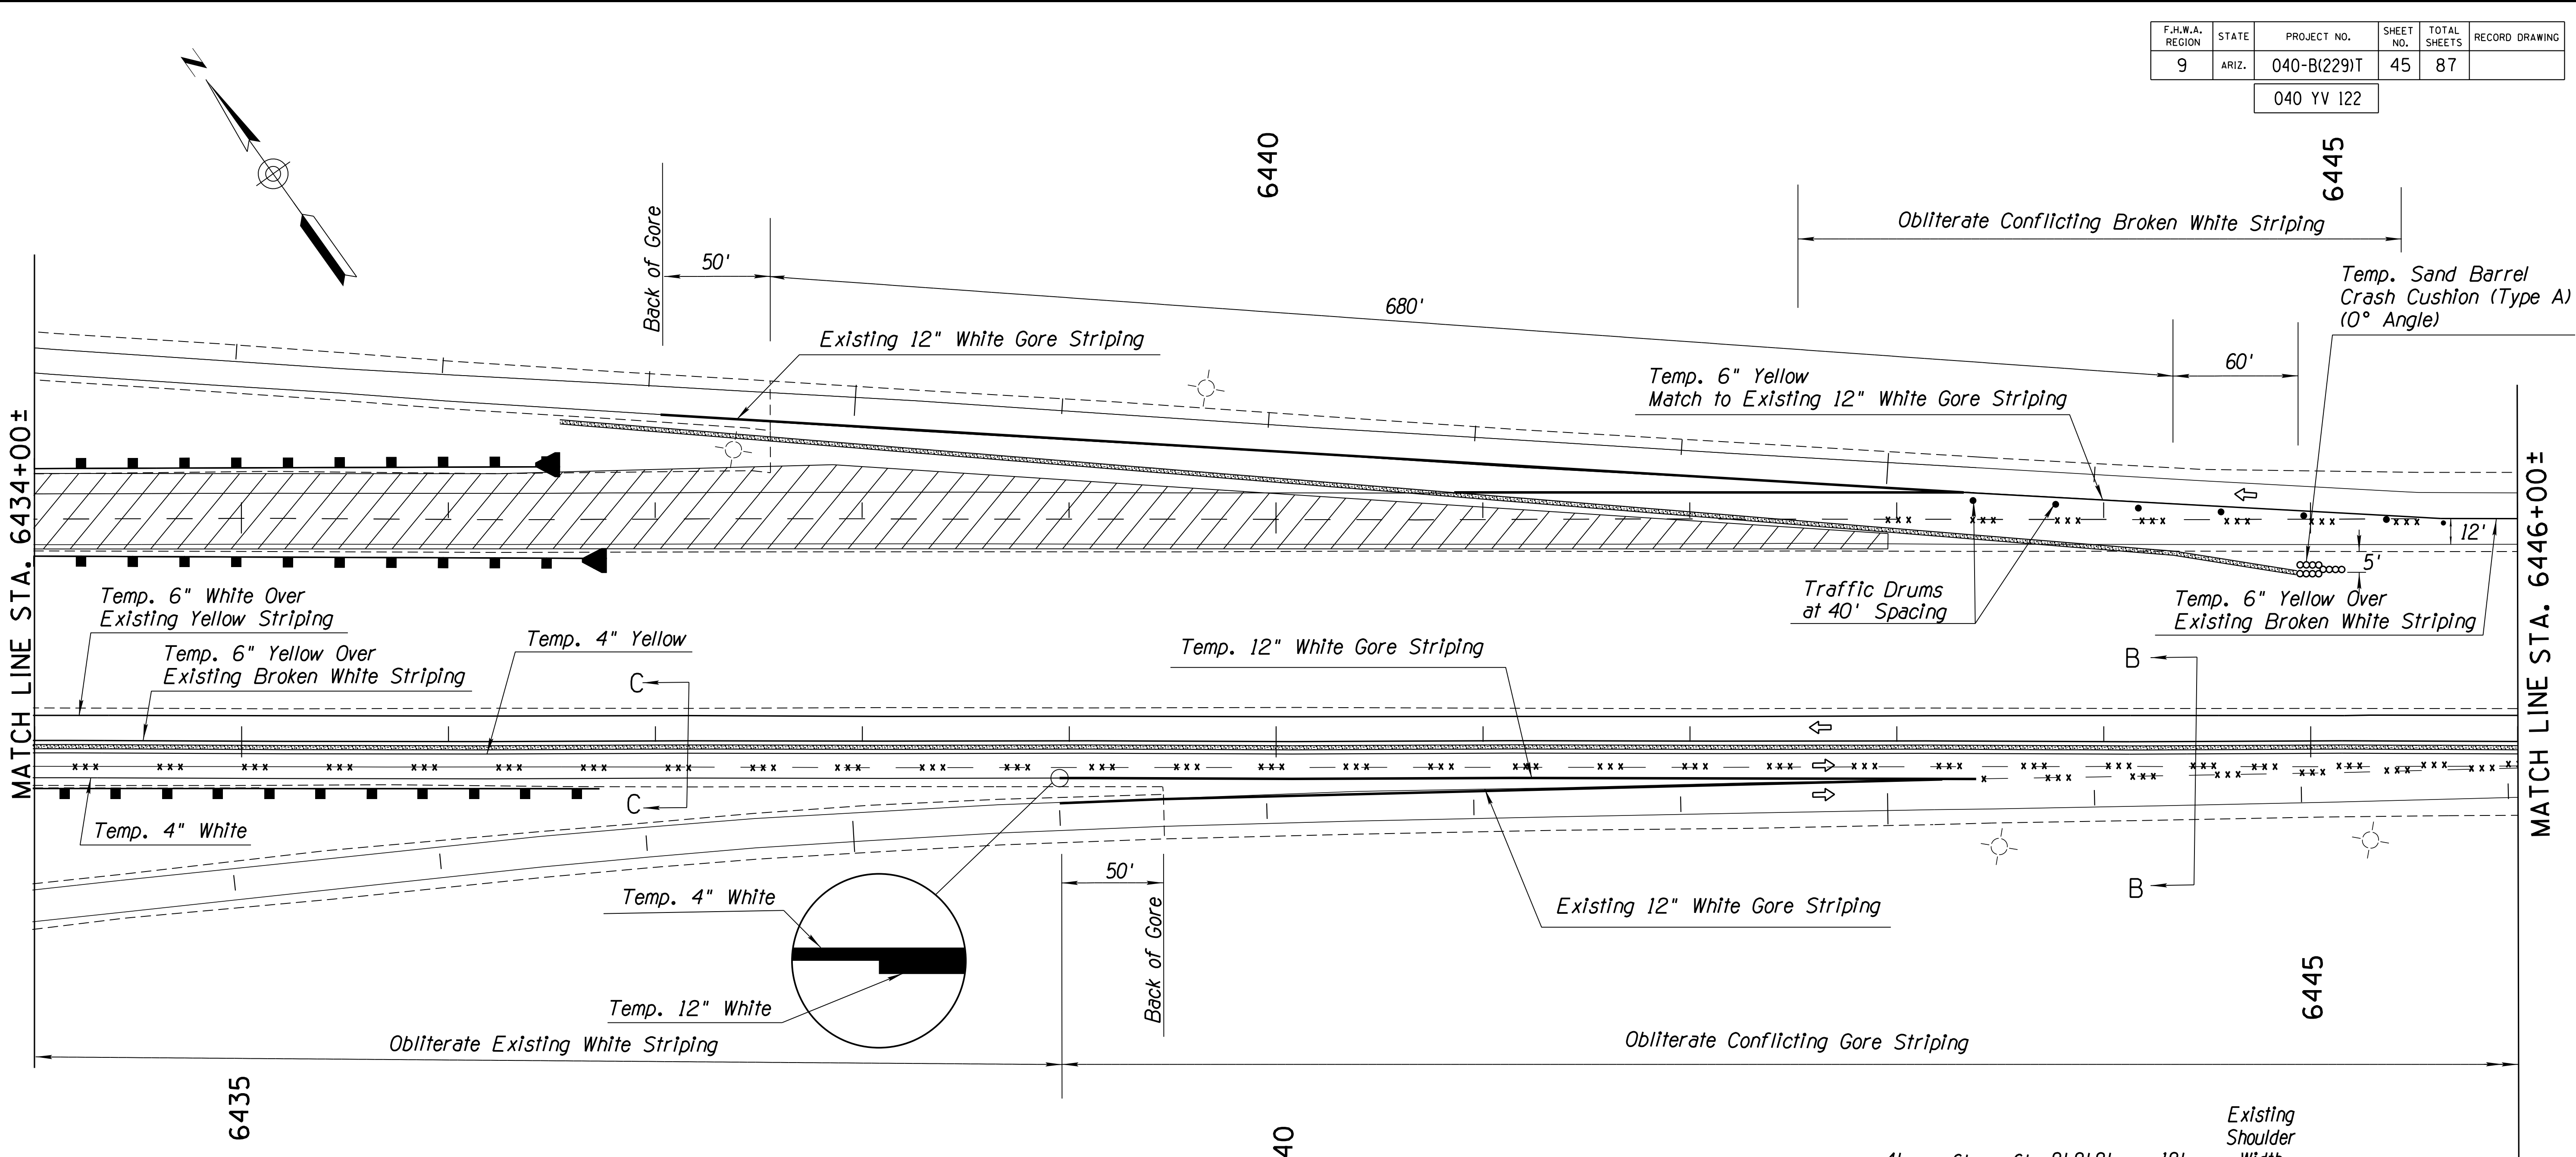 F.H.W.A. REGION
STATE
PROJECT NO.
SHEET NO.
TOTAL SHEETS
RECORD DRAWING
9
ARIZ.
040-B(229)T
45
87
040 YV 122
N
6440
6445
Back of Gore
50'
680'
Obliterate Conflicting Broken White Striping
Temp. Sand Barrel
Crash Cushion (Type A)
(0° Angle)
60'
Existing 12" White Gore Striping
Temp. 6" Yellow
Match to Existing 12" White Gore Striping
MATCH LINE STA. 64434+00±
MATCH LINE STA. 6446+00±
12'
5'
Traffic Drums
at 40' Spacing
Temp. 6" Yellow Over
Existing Broken White Striping
Temp. 6" White Over
Existing Yellow Striping
Temp. 4" Yellow
Temp. 6" Yellow Over
Existing Broken White Striping
Temp. 12" White Gore Striping
C
B
C
B
Temp. 4" White
50'
Back of Gore
Temp. 4" White
Temp. 12" White
Existing 12" White Gore Striping
6445
Obliterate Existing White Striping
Obliterate Conflicting Gore Striping
6435
40
Existing
Shoulder
Width